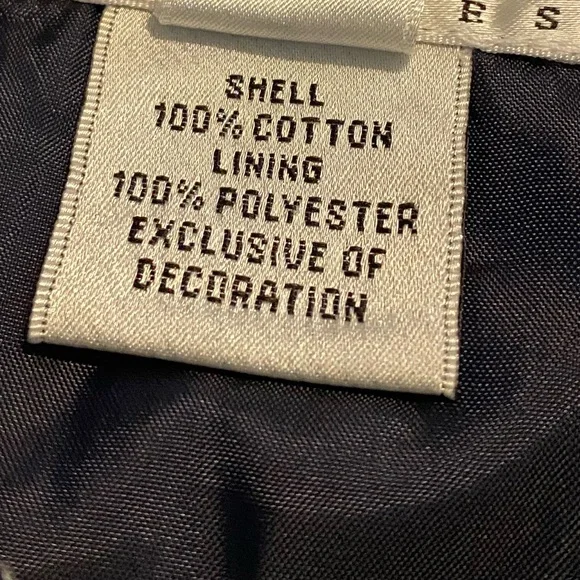 E S
SHELL
100% COTTON
LINING
100% POLYESTER
EXCLUSIVE OF
DECORATION